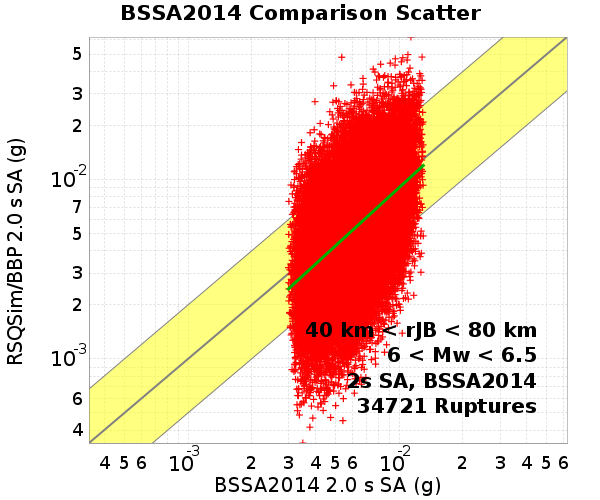 BSSA2014 Comparison Scatter
RSQSim/BBP 2.0 s SA (g)
5
3
2
10-2
7
5
3
2
10-3
6
4
40 km < rJB < 80 km
6 < Mw < 6.5
2s SA, BSSA2014
34721 Ruptures
4 5 6 10-3 2 3 4 5 6 10-2 2 3 4 5 6
BSSA2014 2.0 s SA (g)